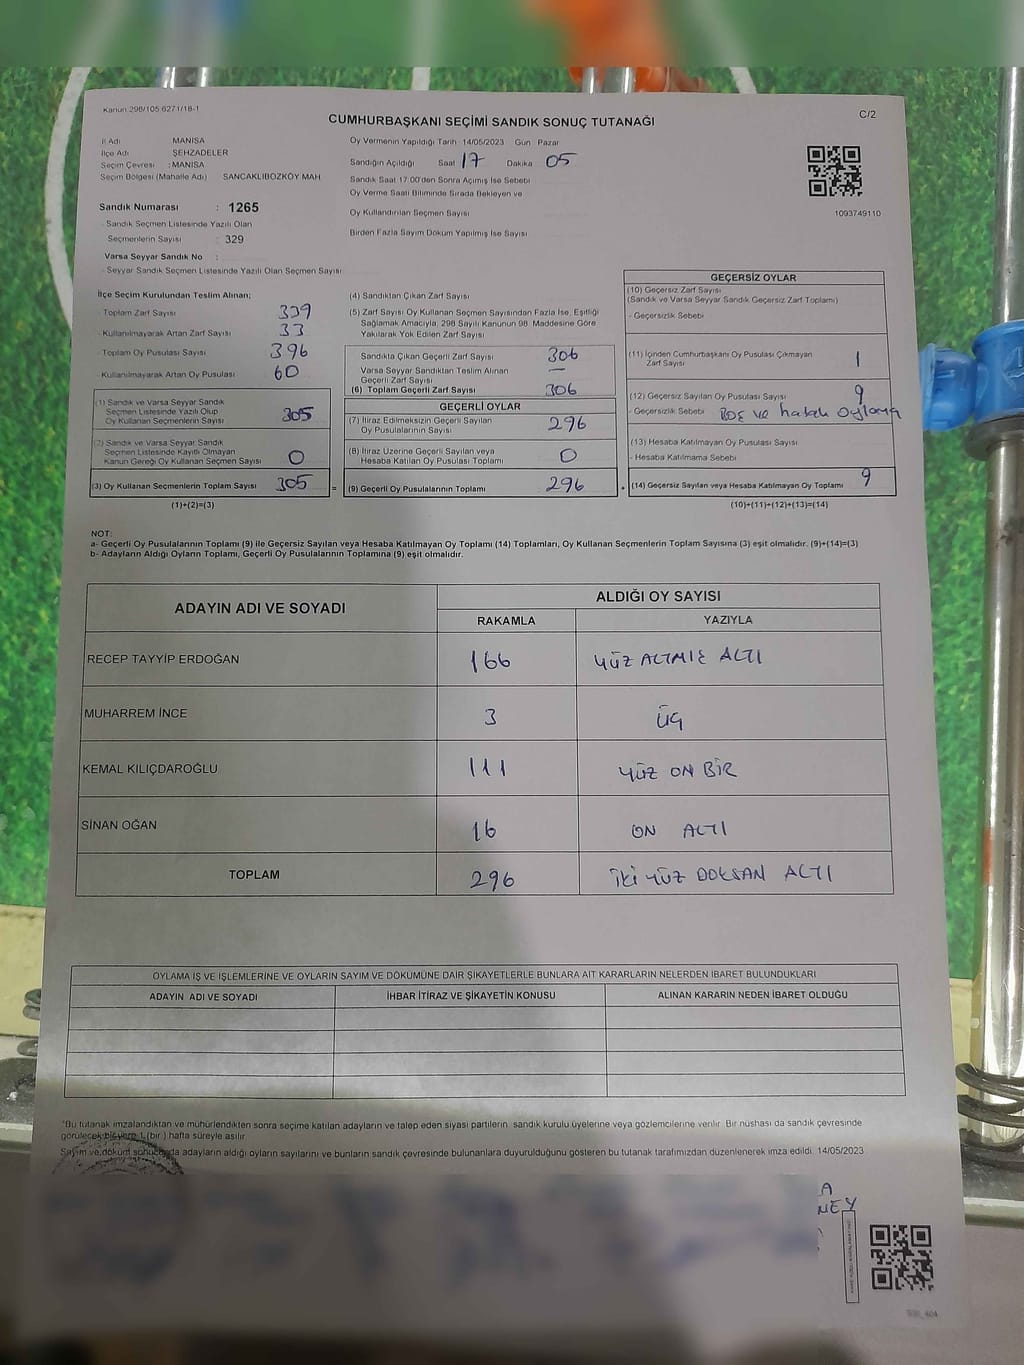 Kanun 298/105 6271/18-1
C/2
CUMHURBAŞKANI SEÇİMİ SANDIK SONUÇ TUTANAĞI
İl Adı MANİSA
İlçe Adı ŞEHZADELER
Seçim Çevresi : MANİSA
Seçim Bölgesi (Mahalle Adı) SANCAKLIBOZKÖY MAH
Oy Vermenin Yapıldığı Tarih 14/05/2023 Gün Pazar
Sandığın Açıldığı Saat 17 Dakika 05
Sandık Saat 17:00'den Sonra Açılmış İse Sebebi
Oy Verme Saati Bitiminde Sırada Bekleyen ve
Oy Kullandırılan Seçmen Sayısı
Birden Fazla Sayım Döküm Yapılmış İse Sayısı
1093749110
Sandık Numarası : 1265
- Sandık Seçmen Listesinde Yazılı Olan
Seçmenlerin Sayısı : 329
Varsa Seyyar Sandık No :
- Seyyar Sandık Seçmen Listesinde Yazılı Olan Seçmen Sayısı
İlçe Seçim Kurulundan Teslim Alınan;
- Toplam Zarf Sayısı 339
- Kullanılmayarak Artan Zarf Sayısı 33
- Toplam Oy Pusulası Sayısı 396
- Kullanılmayarak Artan Oy Pusulası 60
(1) Sandık ve Varsa Seyyar Sandık
Seçmen Listesinde Yazılı Olup
Oy Kullanan Seçmenlerin Sayısı 305
(2) Sandık ve Varsa Seyyar Sandık
Seçmen Listesinde Kayıtlı Olmayan
Kanun Gereği Oy Kullanan Seçmen Sayısı 0
(3) Oy Kullanan Seçmenlerin Toplam Sayısı 305 =
(1)+(2)=(3)
(4) Sandıktan Çıkan Zarf Sayısı
(5) Zarf Sayısı Oy Kullanan Seçmen Sayısından Fazla İse, Eşitliği
Sağlamak Amacıyla, 298 Sayılı Kanunun 98. Maddesine Göre
Yakılarak Yok Edilen Zarf Sayısı
Sandıkta Çıkan Geçerli Zarf Sayısı 306
Varsa Seyyar Sandıktan Teslim Alınan
Geçerli Zarf Sayısı —
(6) Toplam Geçerli Zarf Sayısı 306
GEÇERLİ OYLAR
(7) İtiraz Edilmeksizin Geçerli Sayılan
Oy Pusulalarının Sayısı 296
(8) İtiraz Üzerine Geçerli Sayılan veya
Hesaba Katılan Oy Pusulası Toplamı 0
(9) Geçerli Oy Pusulalarının Toplamı 296 +
GEÇERSİZ OYLAR
(10) Geçersiz Zarf Sayısı
(Sandık ve Varsa Seyyar Sandık Geçersiz Zarf Toplamı)
- Geçersizlik Sebebi
(11) İçinden Cumhurbaşkanı Oy Pusulası Çıkmayan
Zarf Sayısı 1
(12) Geçersiz Sayılan Oy Pusulası Sayısı 9
- Geçersizlik Sebebi Boş ve hatalı oylama
(13) Hesaba Katılmayan Oy Pusulası Sayısı
- Hesaba Katılmama Sebebi
(14) Geçersiz Sayılan veya Hesaba Katılmayan Oy Toplamı 9
(10)+(11)+(12)+(13)=(14)
NOT:
a- Geçerli Oy Pusulalarının Toplamı (9) ile Geçersiz Sayılan veya Hesaba Katılmayan Oy Toplamı (14) Toplamları, Oy Kullanan Seçmenlerin Toplam Sayısına (3) eşit olmalıdır. (9)+(14)=(3)
b- Adayların Aldığı Oyların Toplamı, Geçerli Oy Pusulalarının Toplamına (9) eşit olmalıdır.
ADAYIN ADI VE SOYADI ALDIĞI OY SAYISI
RAKAMLA YAZIYLA
RECEP TAYYİP ERDOĞAN 166 YÜZ ALTMIŞ ALTI
MUHARREM İNCE 3 ÜÇ
KEMAL KILIÇDAROĞLU 111 YÜZ ON BİR
SİNAN OĞAN 16 ON ALTI
TOPLAM 296 İKİ YÜZ DOKSAN ALTI
OYLAMA İŞ VE İŞLEMLERİNE VE OYLARIN SAYIM VE DÖKÜMÜNE DAİR ŞİKAYETLERLE BUNLARA AİT KARARLARIN NELERDEN İBARET BULUNDUKLARI
ADAYIN ADI VE SOYADI İHBAR İTİRAZ VE ŞİKAYETİN KONUSU ALINAN KARARIN NEDEN İBARET OLDUĞU
*Bu tutanak imzalandıktan ve mühürlendikten sonra seçime katılan adayların ve talep eden siyasi partilerin, sandık kurulu üyelerine veya gözlemcilerine verilir. Bir nüshası da sandık çevresinde
görülecek bir yere 1 (bir ) hafta süreyle asılır.
Sayım ve döküm sonucunda adayların aldığı oyların sayılarını ve bunların sandık çevresinde bulunanlara duyurulduğunu gösteren bu tutanak tarafımızdan düzenlenerek imza edildi. 14/05/2023